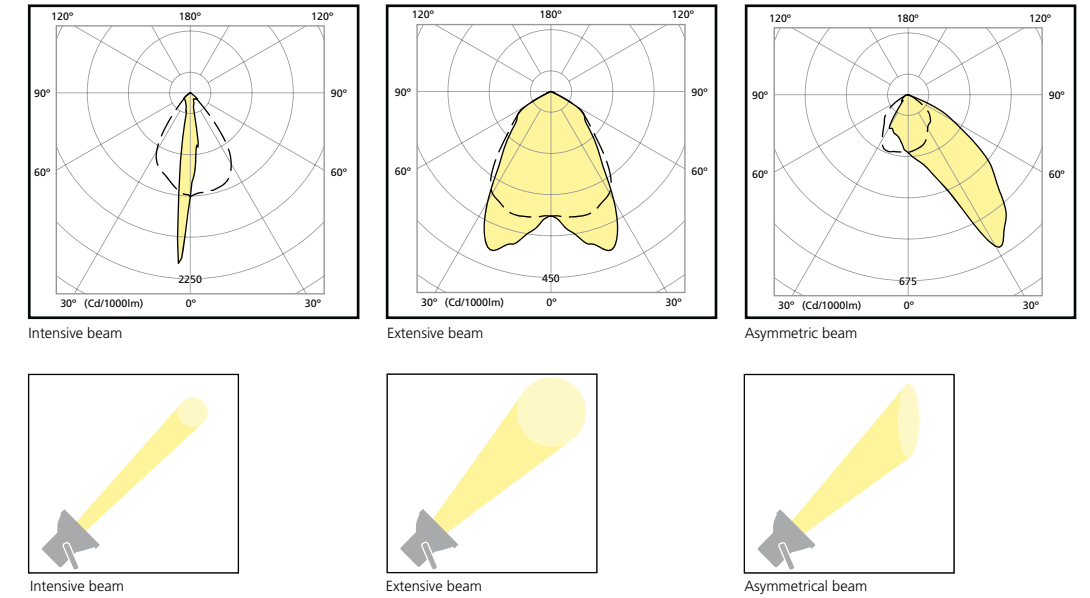 120° 180° 120°
90° 90°
60° 60°
2250
30° (Cd/1000lm) 0° 30°
Intensive beam
120° 180° 120°
90° 90°
60° 60°
450
30° (Cd/1000lm) 0° 30°
Extensive beam
120° 180° 120°
90° 90°
60° 60°
675
30° (Cd/1000lm) 0° 30°
Asymmetric beam
Intensive beam
Extensive beam
Asymmetrical beam